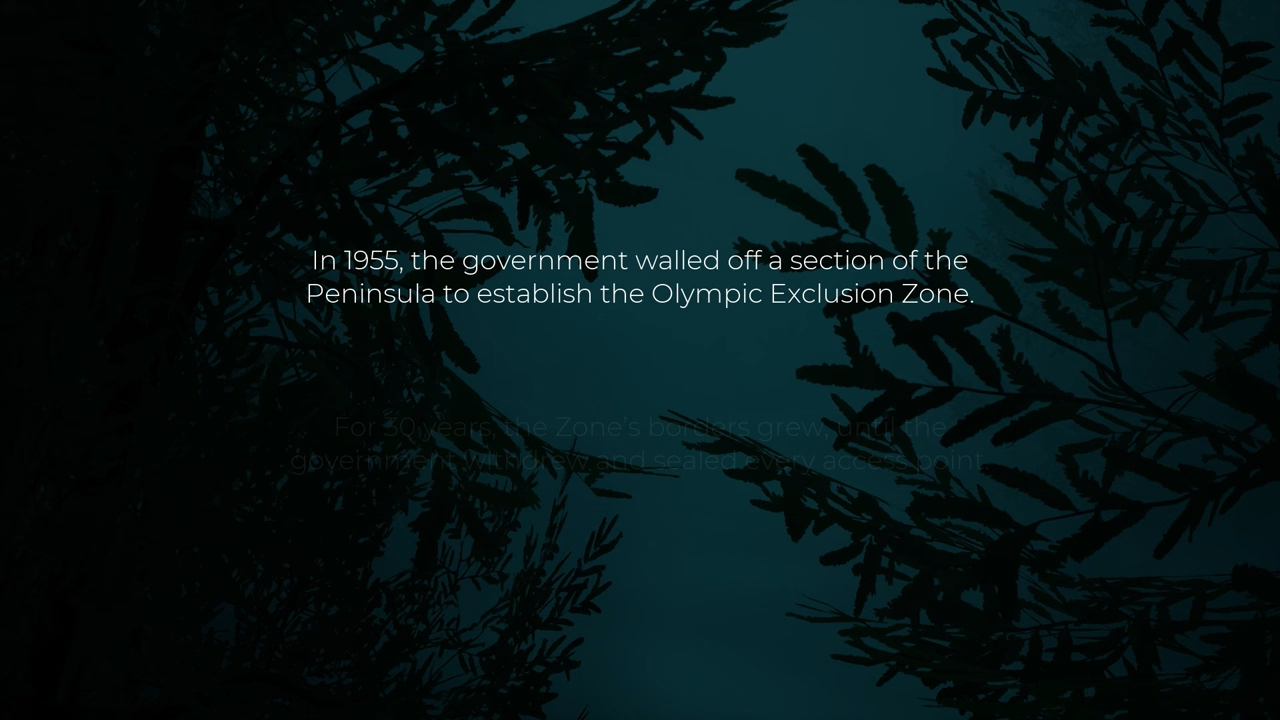 In 1955, the government walled off a section of the
Peninsula to establish the Olympic Exclusion Zone.
For 30 years, the Zone's borders grew, until the
government withdrew and sealed every access point